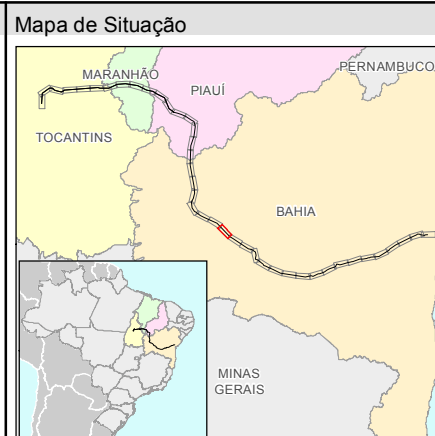 Mapa de Situação
PERNAMBUCO
MARANHÃO
PIAUÍ
TOCANTINS
BAHIA
MINAS
GERAIS